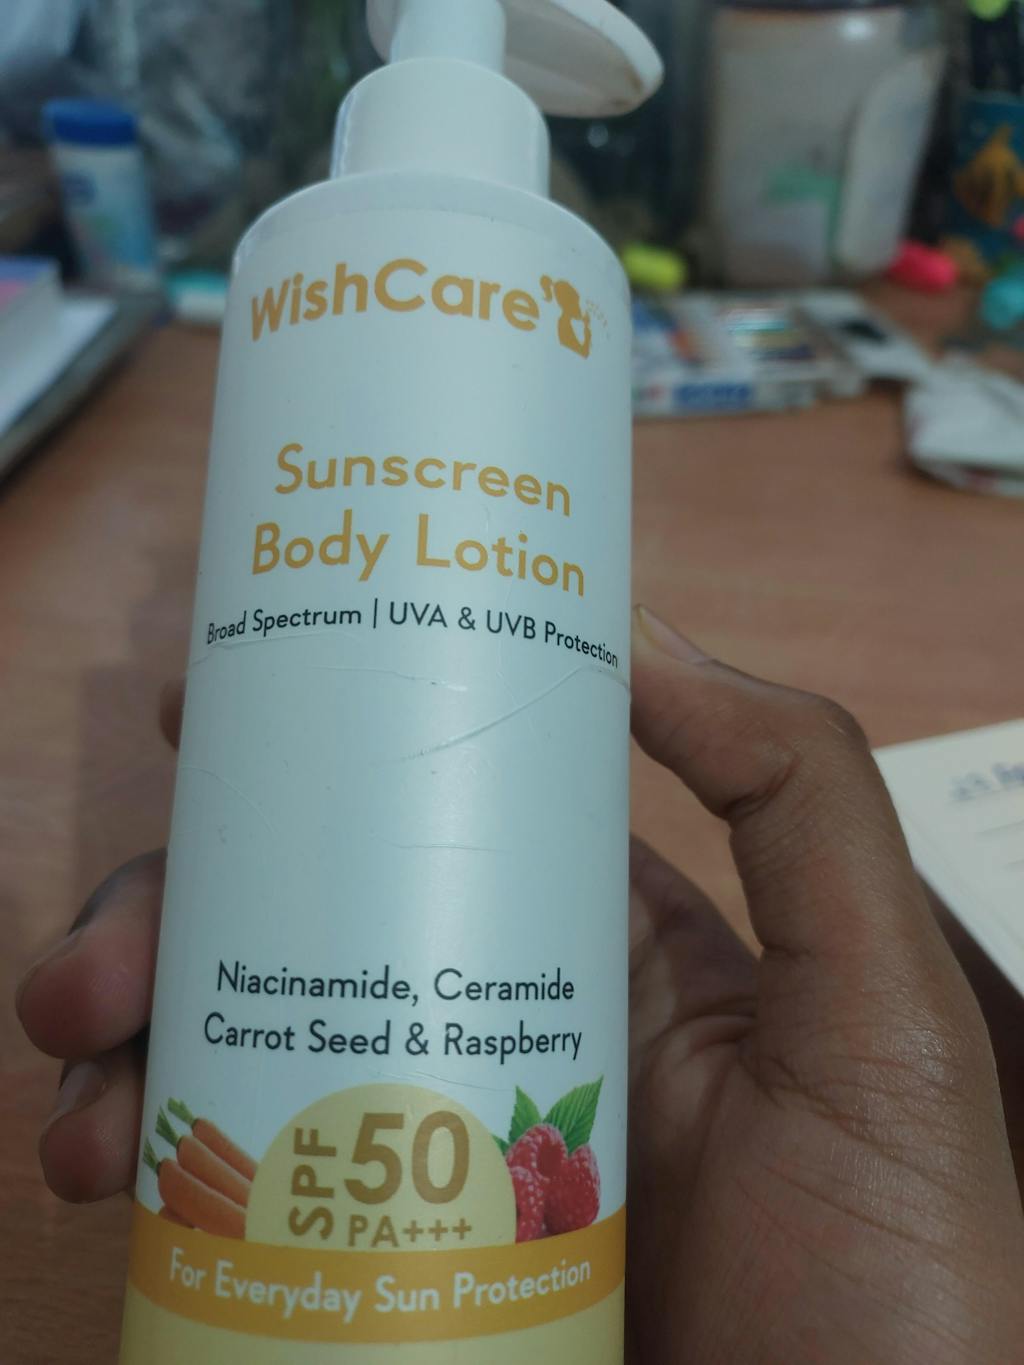 WishCare
Sunscreen
Body Lotion
Broad Spectrum | UVA & UVB Protection
Niacinamide, Ceramide
Carrot Seed & Raspberry
SPF 50
PA+++
For Everyday Sun Protection